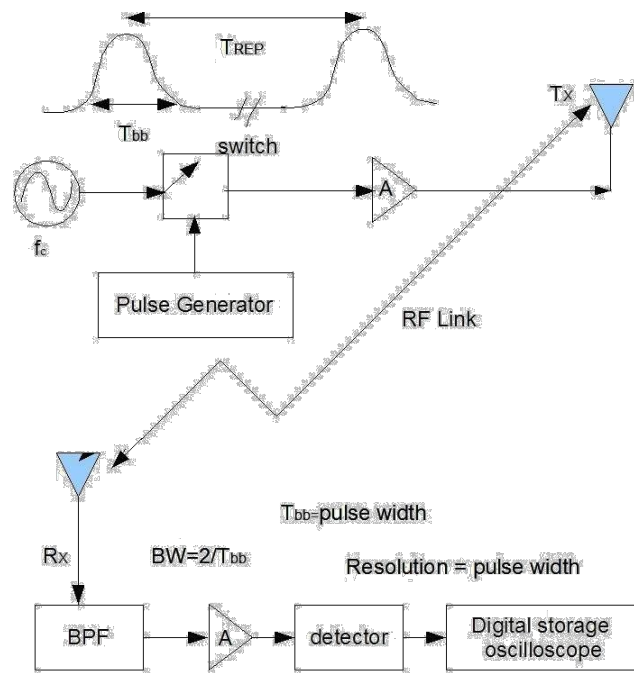 TREP
Tbb
TX
switch
A
fc
Pulse Generator
RF Link
Tbb=pulse width
RX
BW=2/Tbb
Resolution = pulse width
BPF
A
detector
Digital storage
oscilloscope